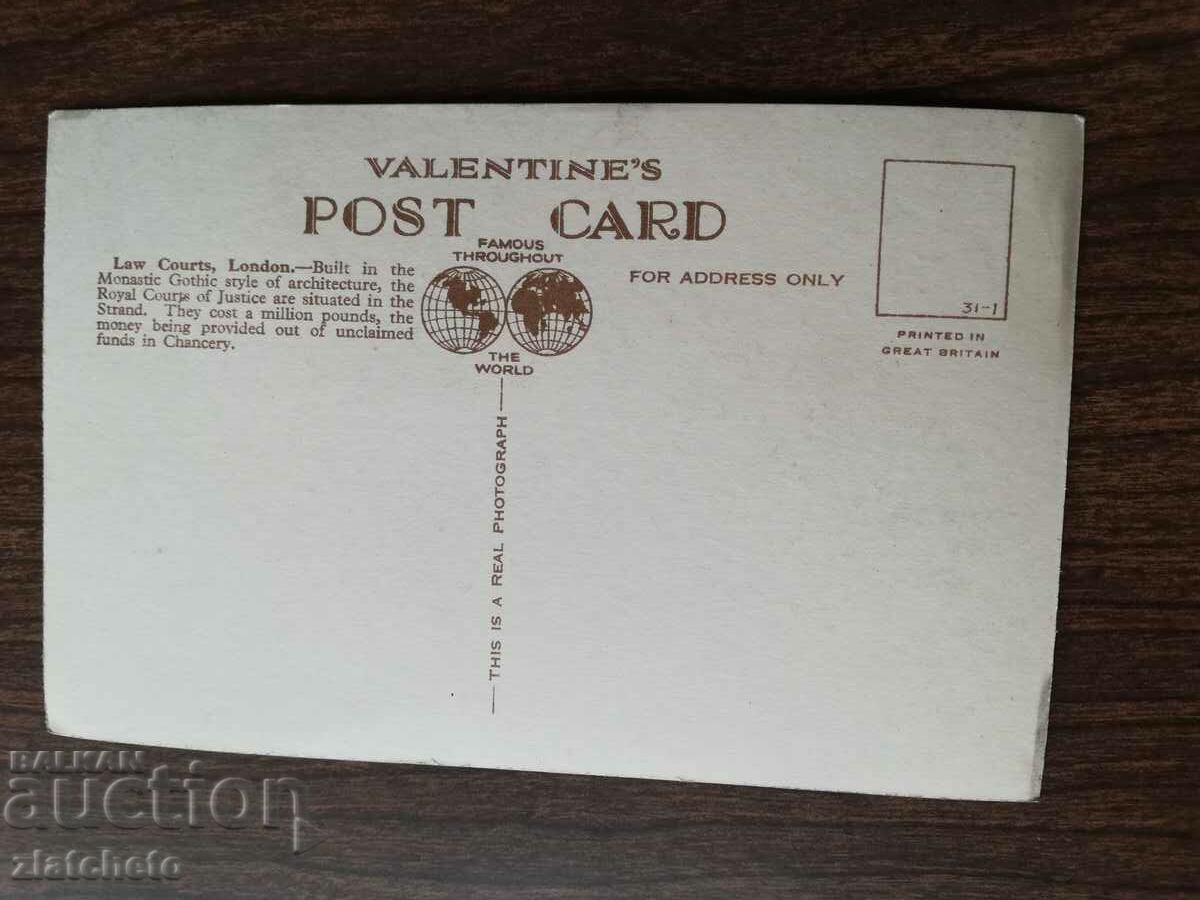 VALENTINE'S
POST CARD
FAMOUS
THROUGHOUT
THE
WORLD
Law Courts, London.—Built in the
Monastic Gothic style of architecture, the
Royal Courts of Justice are situated in the
Strand. They cost a million pounds, the
money being provided out of unclaimed
funds in Chancery.
FOR ADDRESS ONLY
31-1
PRINTED IN
GREAT BRITAIN
THIS IS A REAL PHOTOGRAPH
BALKAN
auction
zlatcheto